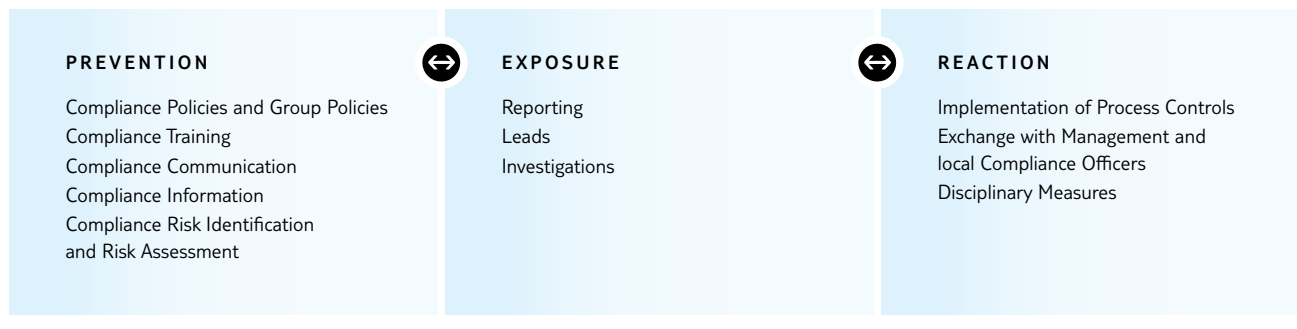 PREVENTION
Compliance Policies and Group Policies
Compliance Training
Compliance Communication
Compliance Information
Compliance Risk Identification
and Risk Assessment
EXPOSURE
Reporting
Leads
Investigations
REACTION
Implementation of Process Controls
Exchange with Management and
local Compliance Officers
Disciplinary Measures